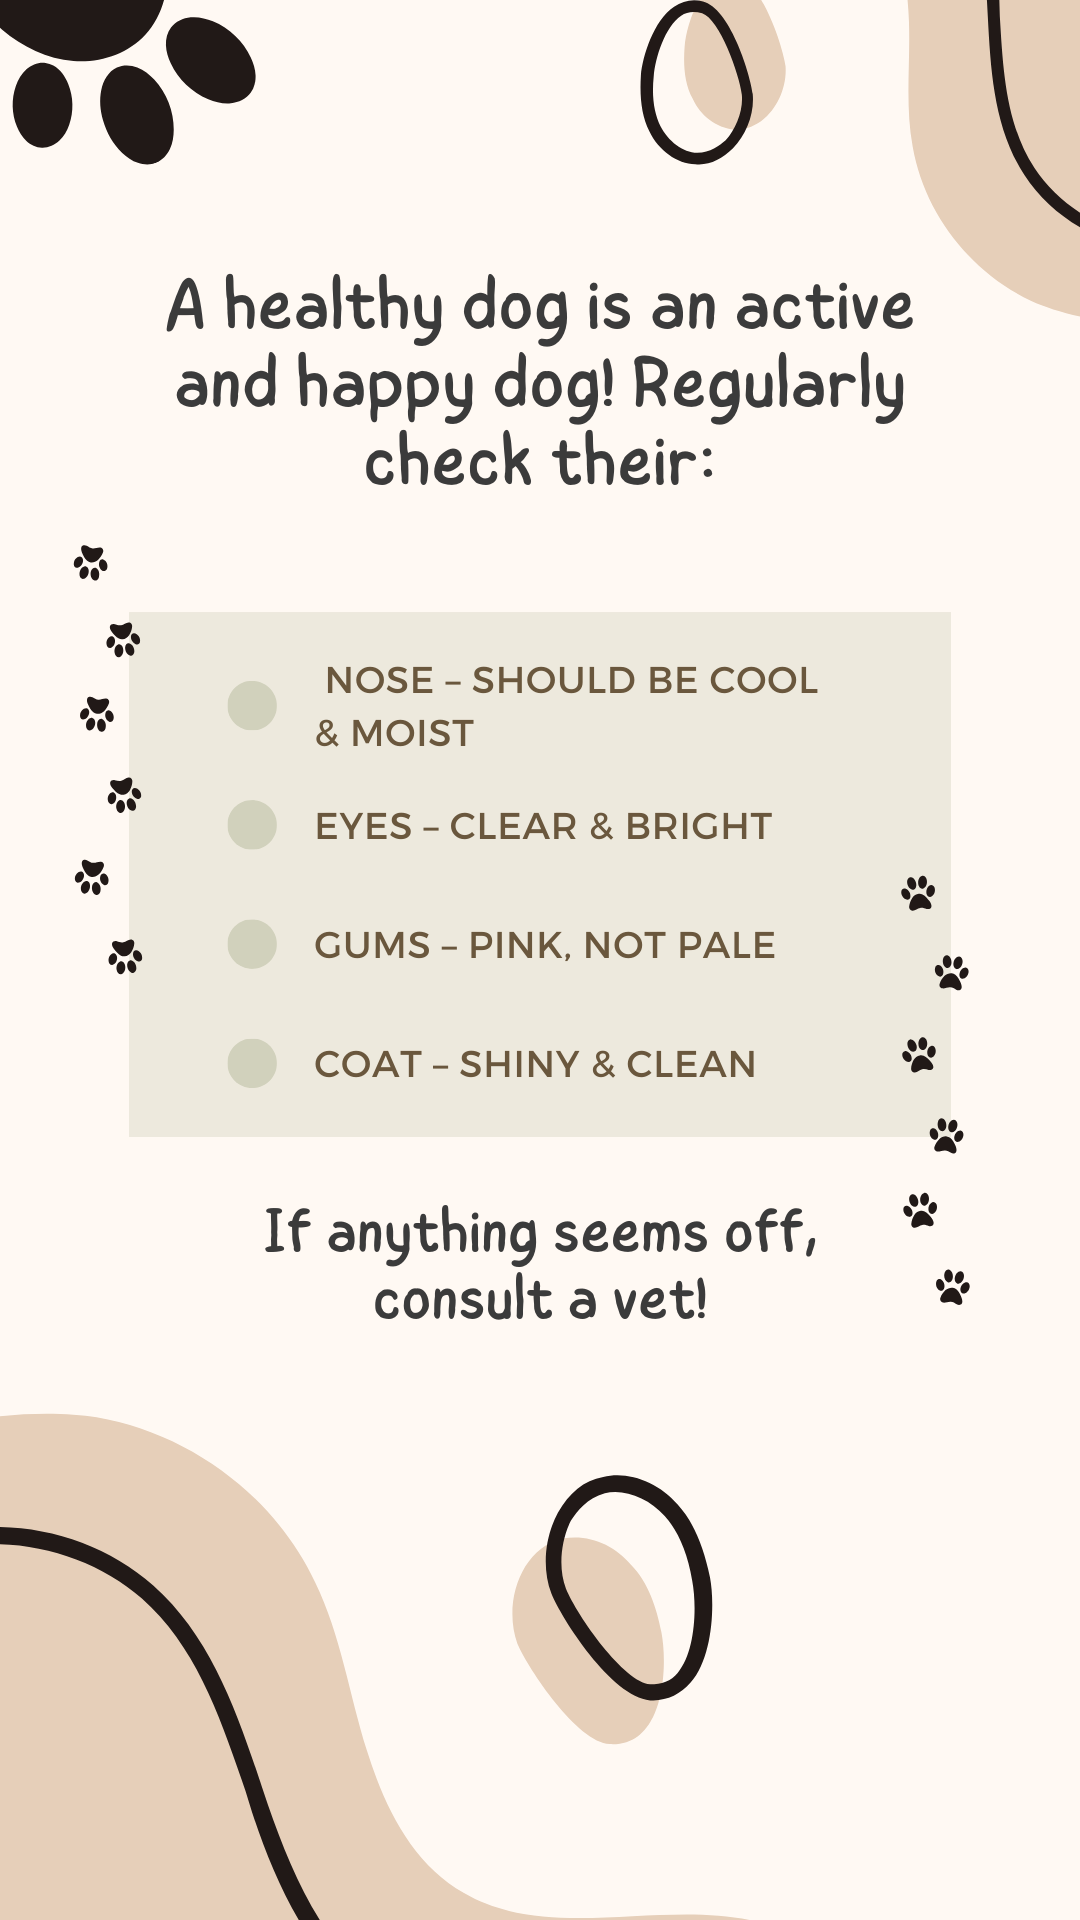 A healthy dog is an active
and happy dog! Regularly
check their:
NOSE – SHOULD BE COOL
& MOIST
EYES – CLEAR & BRIGHT
GUMS – PINK, NOT PALE
COAT – SHINY & CLEAN
If anything seems off,
consult a vet!